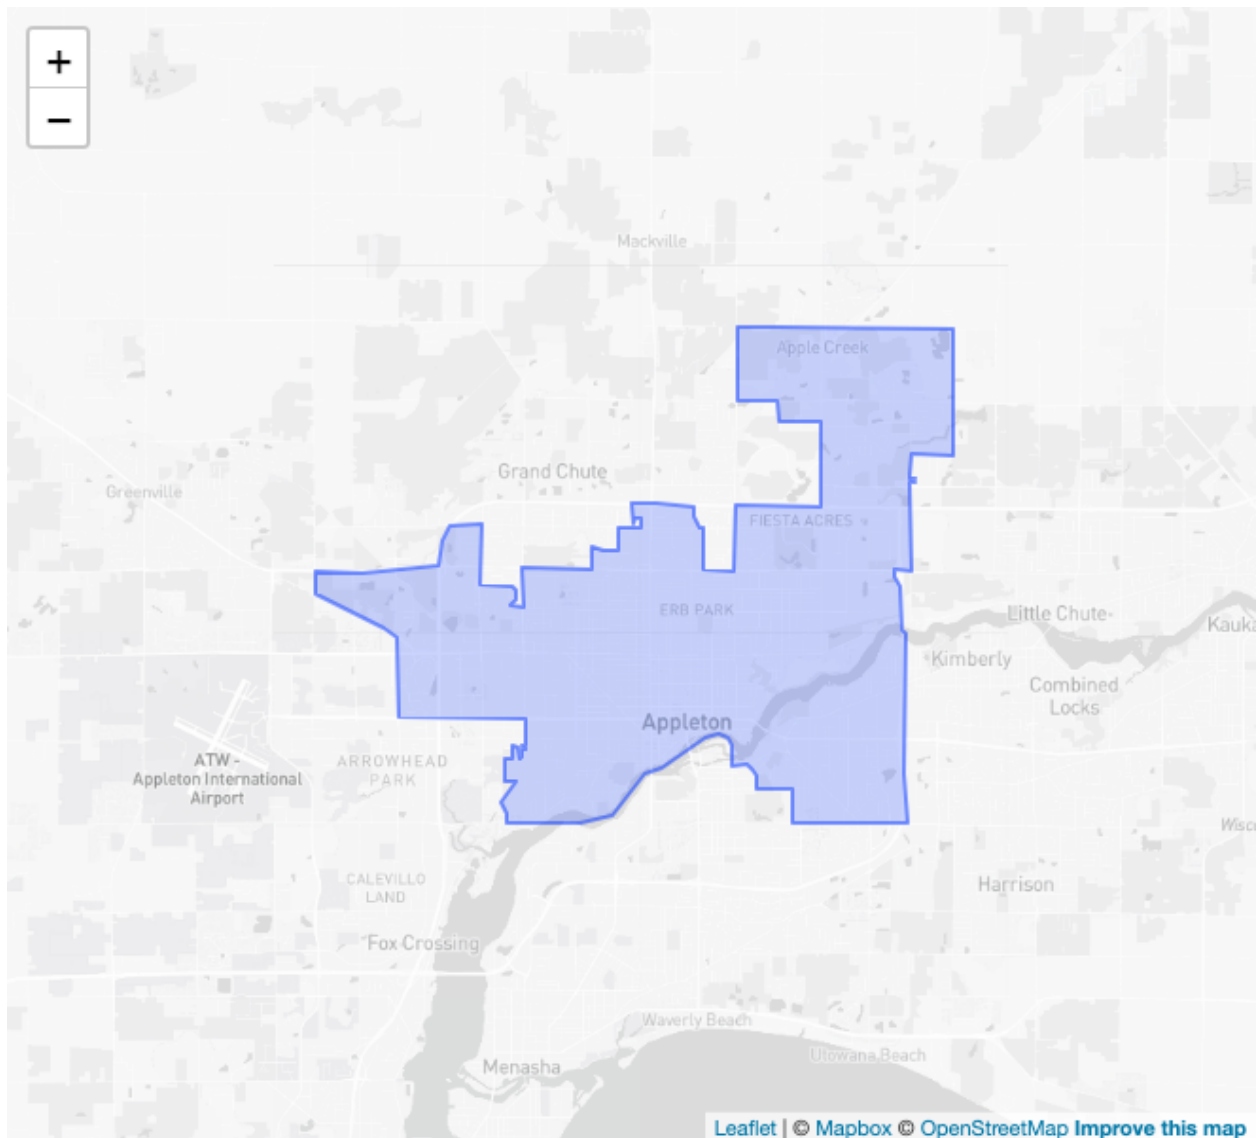 +
−
Mackville
Apple Creek
Grand Chute
Greenville
FIESTA ACRES
ERB PARK
Little Chute
Kauka
Kimberly
Combined
Locks
Appleton
ATW -
Appleton International
Airport
ARROWHEAD
PARK
Wisc
CALEVILLO
LAND
Harrison
Fox Crossing
Waverly Beach
Utowana Beach
Menasha
Leaflet | © Mapbox © OpenStreetMap Improve this map